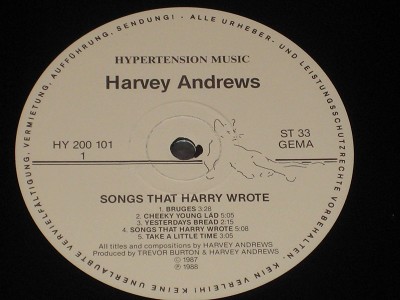 KEINE UNERLAUBTE VERVIELFÄLTIGUNG, VERMIETUNG, AUFFÜHRUNG, SENDUNG! - ALLE URHEBER- UND LEISTUNGSSCHUTZRECHTE VORBEHALTEN. - KEIN VERLEIH!
HYPERTENSION MUSIC
Harvey Andrews
HY 200 101
1
ST 33
GEMA
SONGS THAT HARRY WROTE
1. BRUGES 3:28
2. CHEEKY YOUNG LAD 5:05
3. YESTERDAYS BREAD 2:15
4. SONGS THAT HARRY WROTE 5:08
5. TAKE A LITTLE TIME 3:05
All titles and compositions by HARVEY ANDREWS
Produced by TREVOR BURTON & HARVEY ANDREWS
Ⓒ 1987
Ⓟ 1988